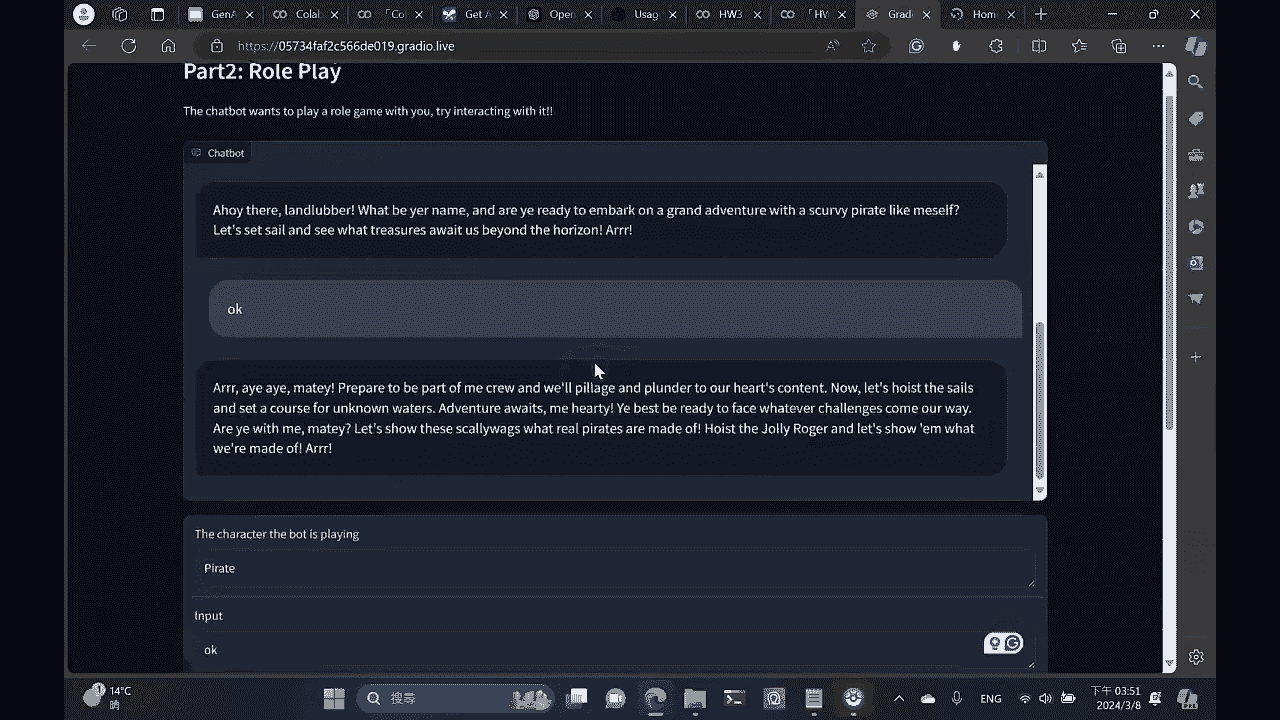 GenA
Colal
「Co
Get A
Open
Usag
HW3
「HW
Gradi
Home
https://05734faf2c566de019.gradio.live
Part2: Role Play
The chatbot wants to play a role game with you, try interacting with it!!
Chatbot
Ahoy there, landlubber! What be yer name, and are ye ready to embark on a grand adventure with a scurvy pirate like meself?
Let's set sail and see what treasures await us beyond the horizon! Arrr!
ok
Arrr, aye aye, matey! Prepare to be part of me crew and we'll pillage and plunder to our heart's content. Now, let's hoist the sails
and set a course for unknown waters. Adventure awaits, me hearty! Ye best be ready to face whatever challenges come our way.
Are ye with me, matey? Let's show these scallywags what real pirates are made of! Hoist the Jolly Roger and let's show 'em what
we're made of! Arrr!
The character the bot is playing
Pirate
Input
ok
1
14°C
搜尋
ENG
下午 03:51
2024/3/8